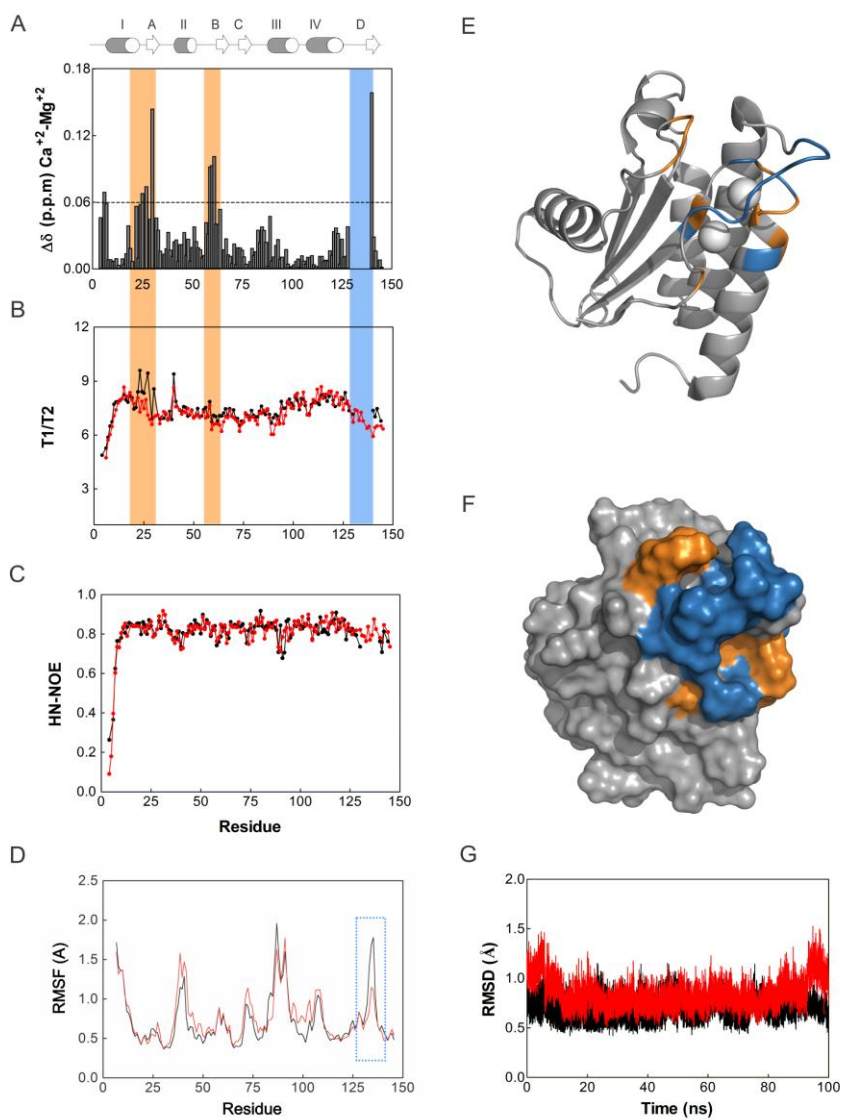 A
I A II B C III IV D
0.18
0.12
0.06
0.00
Δδ (p.p.m) Ca+2-Mg+2
0 25 50 75 100 125 150
B
12
9
6
3
T1/T2
0 25 50 75 100 125 150
C
1.0
0.8
0.6
0.4
0.2
0.0
HN-NOE
0 25 50 75 100 125 150
Residue
D
2.5
2.0
1.5
1.0
0.5
0.0
RMSF (A)
0 25 50 75 100 125 150
Residue
E
F
G
2.0
1.5
1.0
0.5
0.0
RMSD (Å)
0 20 40 60 80 100
Time (ns)